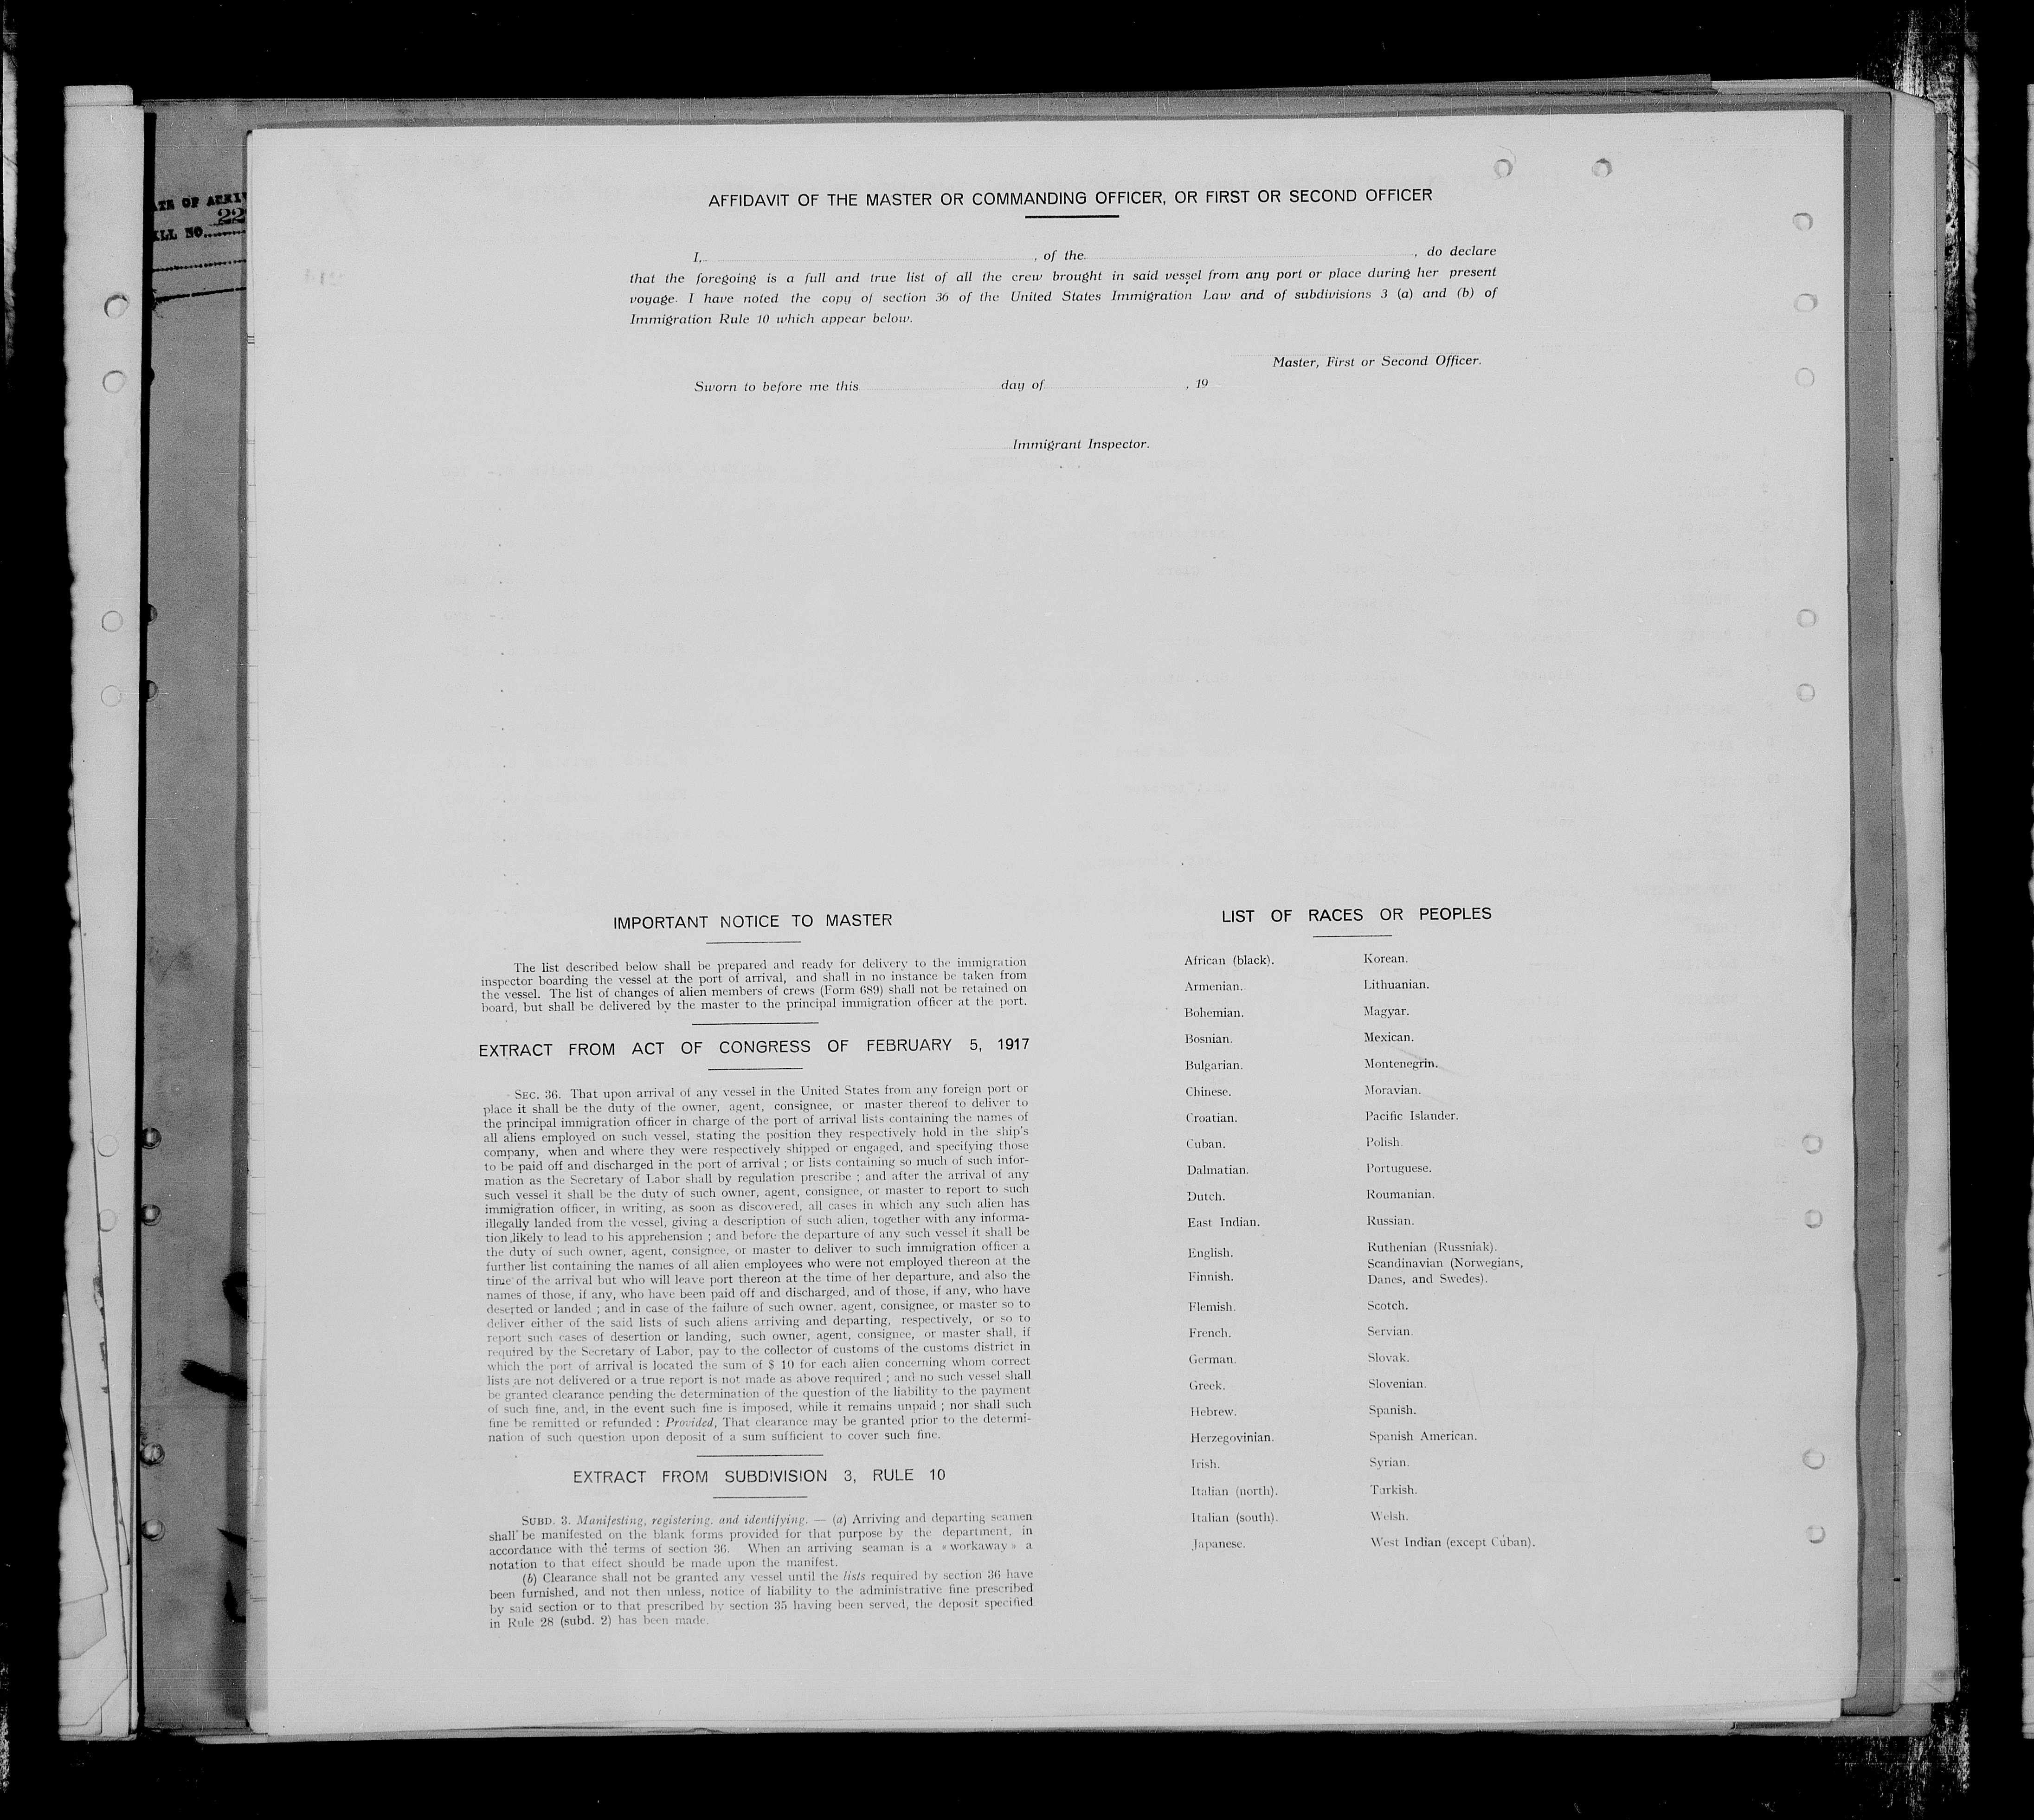 AFFIDAVIT OF THE MASTER OR COMMANDING OFFICER, OR FIRST OR SECOND OFFICER
I, , of the , do declare
that the foregoing is a full and true list of all the crew brought in said vessel from any port or place during her present
voyage. I have noted the copy of section 36 of the United States Immigration Law and of subdivisions 3 (a) and (b) of
Immigration Rule 10 which appear below.
Master, First or Second Officer.
Sworn to before me this day of , 19
Immigrant Inspector.
IMPORTANT NOTICE TO MASTER
The list described below shall be prepared and ready for delivery to the immigration
inspector boarding the vessel at the port of arrival, and shall in no instance be taken from
the vessel. The list of changes of alien members of crews (Form 689) shall not be retained on
board, but shall be delivered by the master to the principal immigration officer at the port.
EXTRACT FROM ACT OF CONGRESS OF FEBRUARY 5, 1917
SEC. 36. That upon arrival of any vessel in the United States from any foreign port or
place it shall be the duty of the owner, agent, consignee, or master thereof to deliver to
the principal immigration officer in charge of the port of arrival lists containing the names of
all aliens employed on such vessel, stating the position they respectively hold in the ship's
company, when and where they were respectively shipped or engaged, and specifying those
to be paid off and discharged in the port of arrival ; or lists containing so much of such infor-
mation as the Secretary of Labor shall by regulation prescribe ; and after the arrival of any
such vessel it shall be the duty of such owner, agent, consignee, or master to report to such
immigration officer, in writing, as soon as discovered, all cases in which any such alien has
illegally landed from the vessel, giving a description of such alien, together with any informa-
tion likely to lead to his apprehension ; and before the departure of any such vessel it shall be
the duty of such owner, agent, consignee, or master to deliver to such immigration officer a
further list containing the names of all alien employees who were not employed thereon at the
time of the arrival but who will leave port thereon at the time of her departure, and also the
names of those, if any, who have been paid off and discharged, and of those, if any, who have
deserted or landed ; and in case of the failure of such owner, agent, consignee, or master so to
deliver either of the said lists of such aliens arriving and departing, respectively, or so to
report such cases of desertion or landing, such owner, agent, consignee, or master shall, if
required by the Secretary of Labor, pay to the collector of customs of the customs district in
which the port of arrival is located the sum of $ 10 for each alien concerning whom correct
lists are not delivered or a true report is not made as above required ; and no such vessel shall
be granted clearance pending the determination of the question of the liability to the payment
of such fine, and, in the event such fine is imposed, while it remains unpaid ; nor shall such
fine be remitted or refunded : Provided, That clearance may be granted prior to the determi-
nation of such question upon deposit of a sum sufficient to cover such fine.
EXTRACT FROM SUBDIVISION 3, RULE 10
SUBD. 3. Manifesting, registering, and identifying. — (a) Arriving and departing seamen
shall be manifested on the blank forms provided for that purpose by the department, in
accordance with the terms of section 36. When an arriving seaman is a « workaway » a
notation to that effect should be made upon the manifest.
(b) Clearance shall not be granted any vessel until the lists required by section 36 have
been furnished, and not then unless, notice of liability to the administrative fine prescribed
by said section or to that prescribed by section 35 having been served, the deposit specified
in Rule 28 (subd. 2) has been made.
LIST OF RACES OR PEOPLES
African (black).
Armenian.
Bohemian.
Bosnian.
Bulgarian.
Chinese.
Croatian.
Cuban.
Dalmatian.
Dutch.
East Indian.
English.
Finnish.
Flemish.
French.
German.
Greek.
Hebrew.
Herzegovinian.
Irish.
Italian (north).
Italian (south).
Japanese.
Korean.
Lithuanian.
Magyar.
Mexican.
Montenegrin.
Moravian.
Pacific Islander.
Polish.
Portuguese.
Roumanian.
Russian.
Ruthenian (Russniak).
Scandinavian (Norwegians,
Danes, and Swedes).
Scotch.
Servian.
Slovak.
Slovenian.
Spanish.
Spanish American.
Syrian.
Turkish.
Welsh.
West Indian (except Cuban).